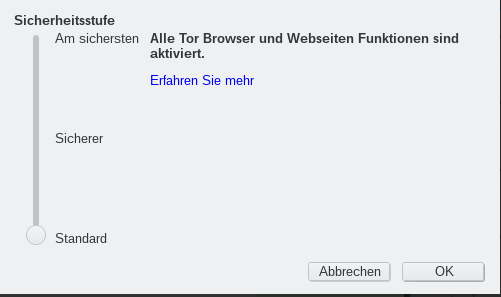 Sicherheitsstufe
Am sichersten
Alle Tor Browser und Webseiten Funktionen sind
aktiviert.
Erfahren Sie mehr
Sicherer
Standard
Abbrechen
OK